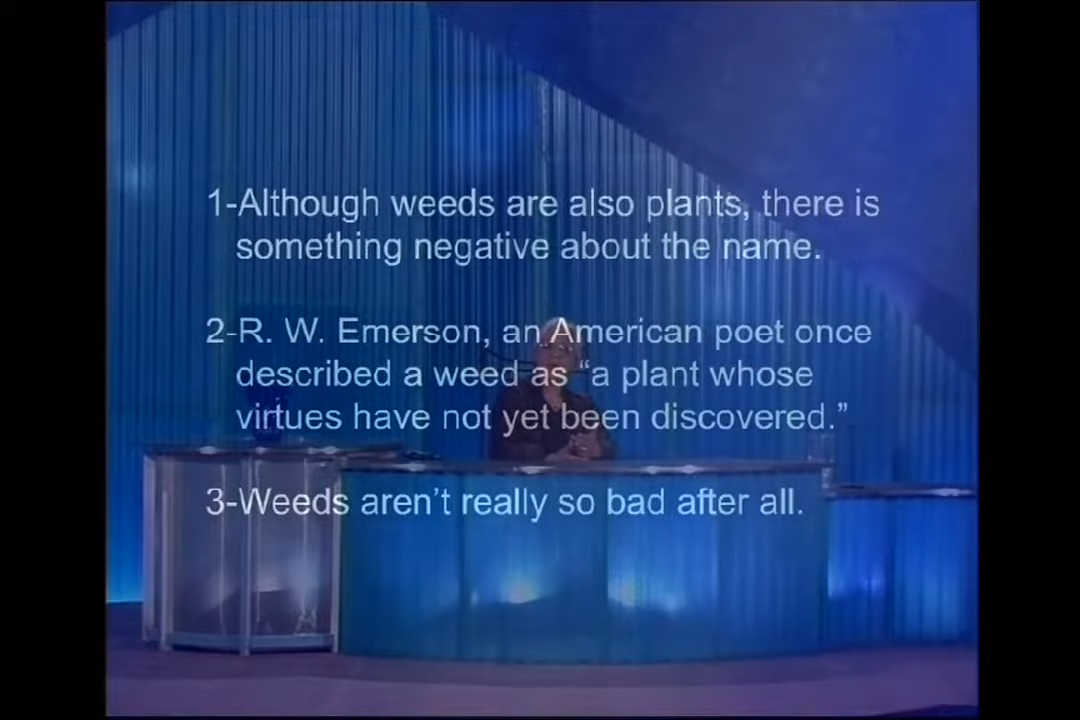 1-Although weeds are also plants, there is
something negative about the name.
2-R. W. Emerson, an American poet once
described a weed as “a plant whose
virtues have not yet been discovered.”
3-Weeds aren’t really so bad after all.